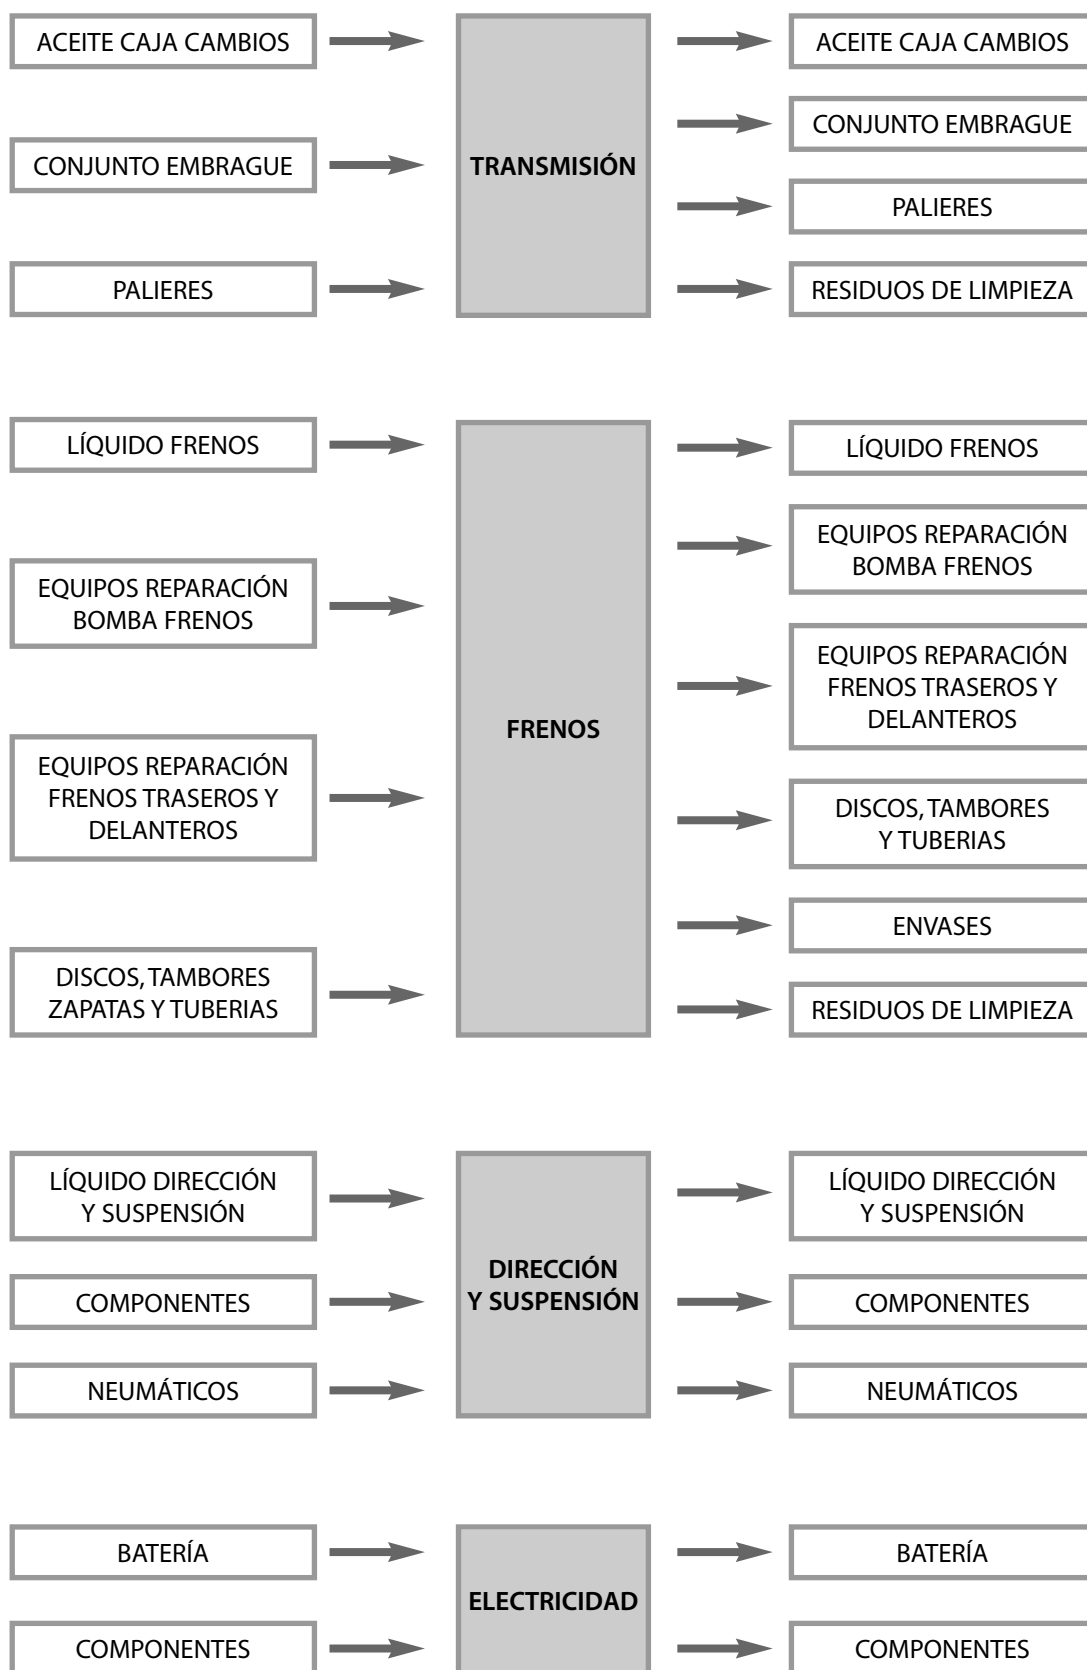 ACEITE CAJA CAMBIOS
CONJUNTO EMBRAGUE
PALIERES
TRANSMISIÓN
ACEITE CAJA CAMBIOS
CONJUNTO EMBRAGUE
PALIERES
RESIDUOS DE LIMPIEZA
LÍQUIDO FRENOS
EQUIPOS REPARACIÓN
BOMBA FRENOS
EQUIPOS REPARACIÓN
FRENOS TRASEROS Y
DELANTEROS
DISCOS, TAMBORES
ZAPATAS Y TUBERIAS
FRENOS
LÍQUIDO FRENOS
EQUIPOS REPARACIÓN
BOMBA FRENOS
EQUIPOS REPARACIÓN
FRENOS TRASEROS Y
DELANTEROS
DISCOS, TAMBORES
Y TUBERIAS
ENVASES
RESIDUOS DE LIMPIEZA
LÍQUIDO DIRECCIÓN
Y SUSPENSIÓN
COMPONENTES
NEUMÁTICOS
DIRECCIÓN
Y SUSPENSIÓN
LÍQUIDO DIRECCIÓN
Y SUSPENSIÓN
COMPONENTES
NEUMÁTICOS
BATERÍA
COMPONENTES
ELECTRICIDAD
BATERÍA
COMPONENTES